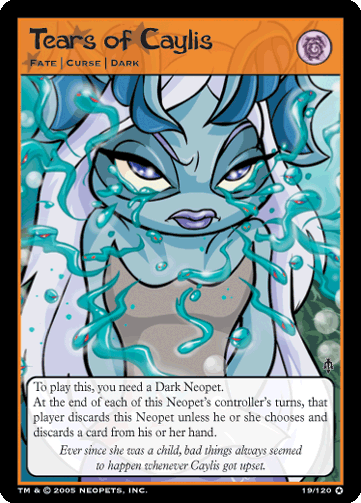 Tears of Caylis
Fate | Curse | Dark
To play this, you need a Dark Neopet.
At the end of each of this Neopet's controller's turns, that
player discards this Neopet unless he or she chooses and
discards a card from his or her hand.
Ever since she was a child, bad things always seemed
to happen whenever Caylis got upset.
TM & © 2005 NEOPETS, INC.
19/120